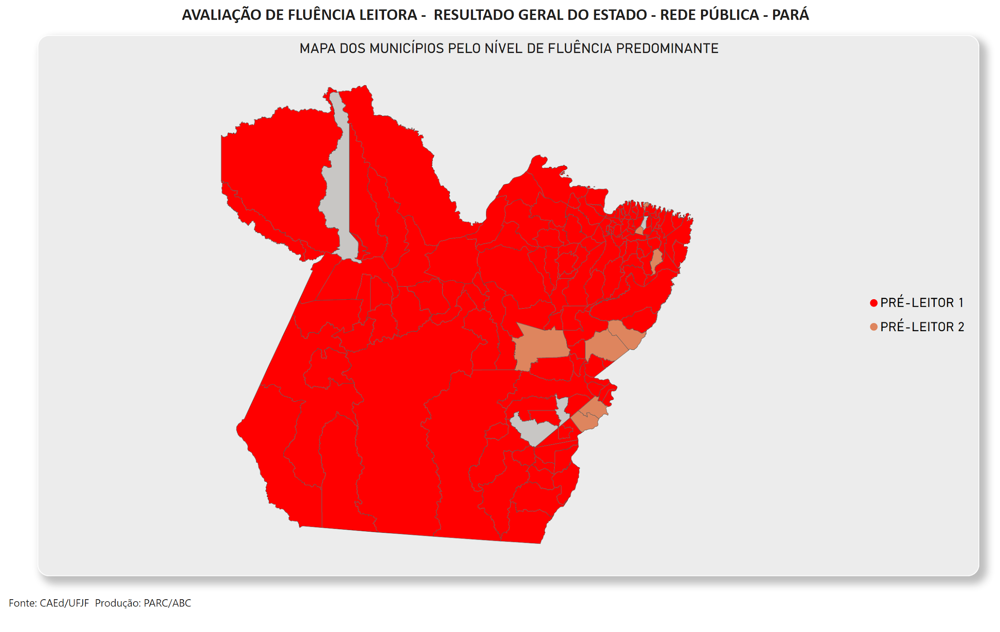 AVALIAÇÃO DE FLUÊNCIA LEITORA - RESULTADO GERAL DO ESTADO - REDE PÚBLICA - PARÁ
MAPA DOS MUNICÍPIOS PELO NÍVEL DE FLUÊNCIA PREDOMINANTE
PRÉ-LEITOR 1
PRÉ-LEITOR 2
Fonte: CAEd/UFJF Produção: PARC/ABC